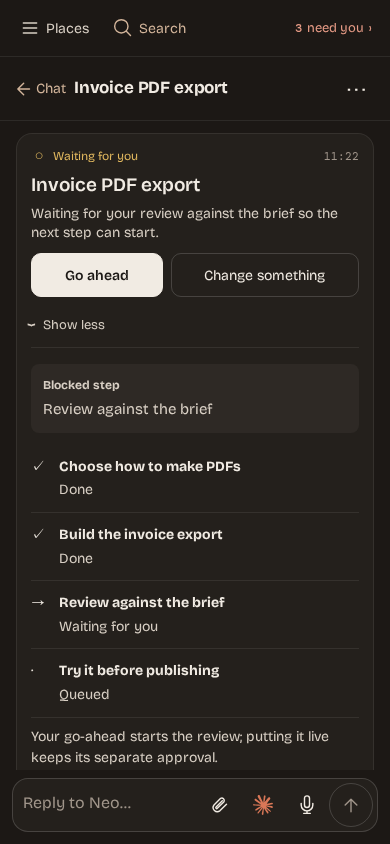 Places
Search
3 need you ›
Chat
Invoice PDF export
Waiting for you
11:22
Invoice PDF export
Waiting for your review against the brief so the
next step can start.
Go ahead
Change something
Show less
Blocked step
Review against the brief
✓ Choose how to make PDFs
Done
✓ Build the invoice export
Done
→ Review against the brief
Waiting for you
· Try it before publishing
Queued
Your go-ahead starts the review; putting it live
keeps its separate approval.
Reply to Neo...